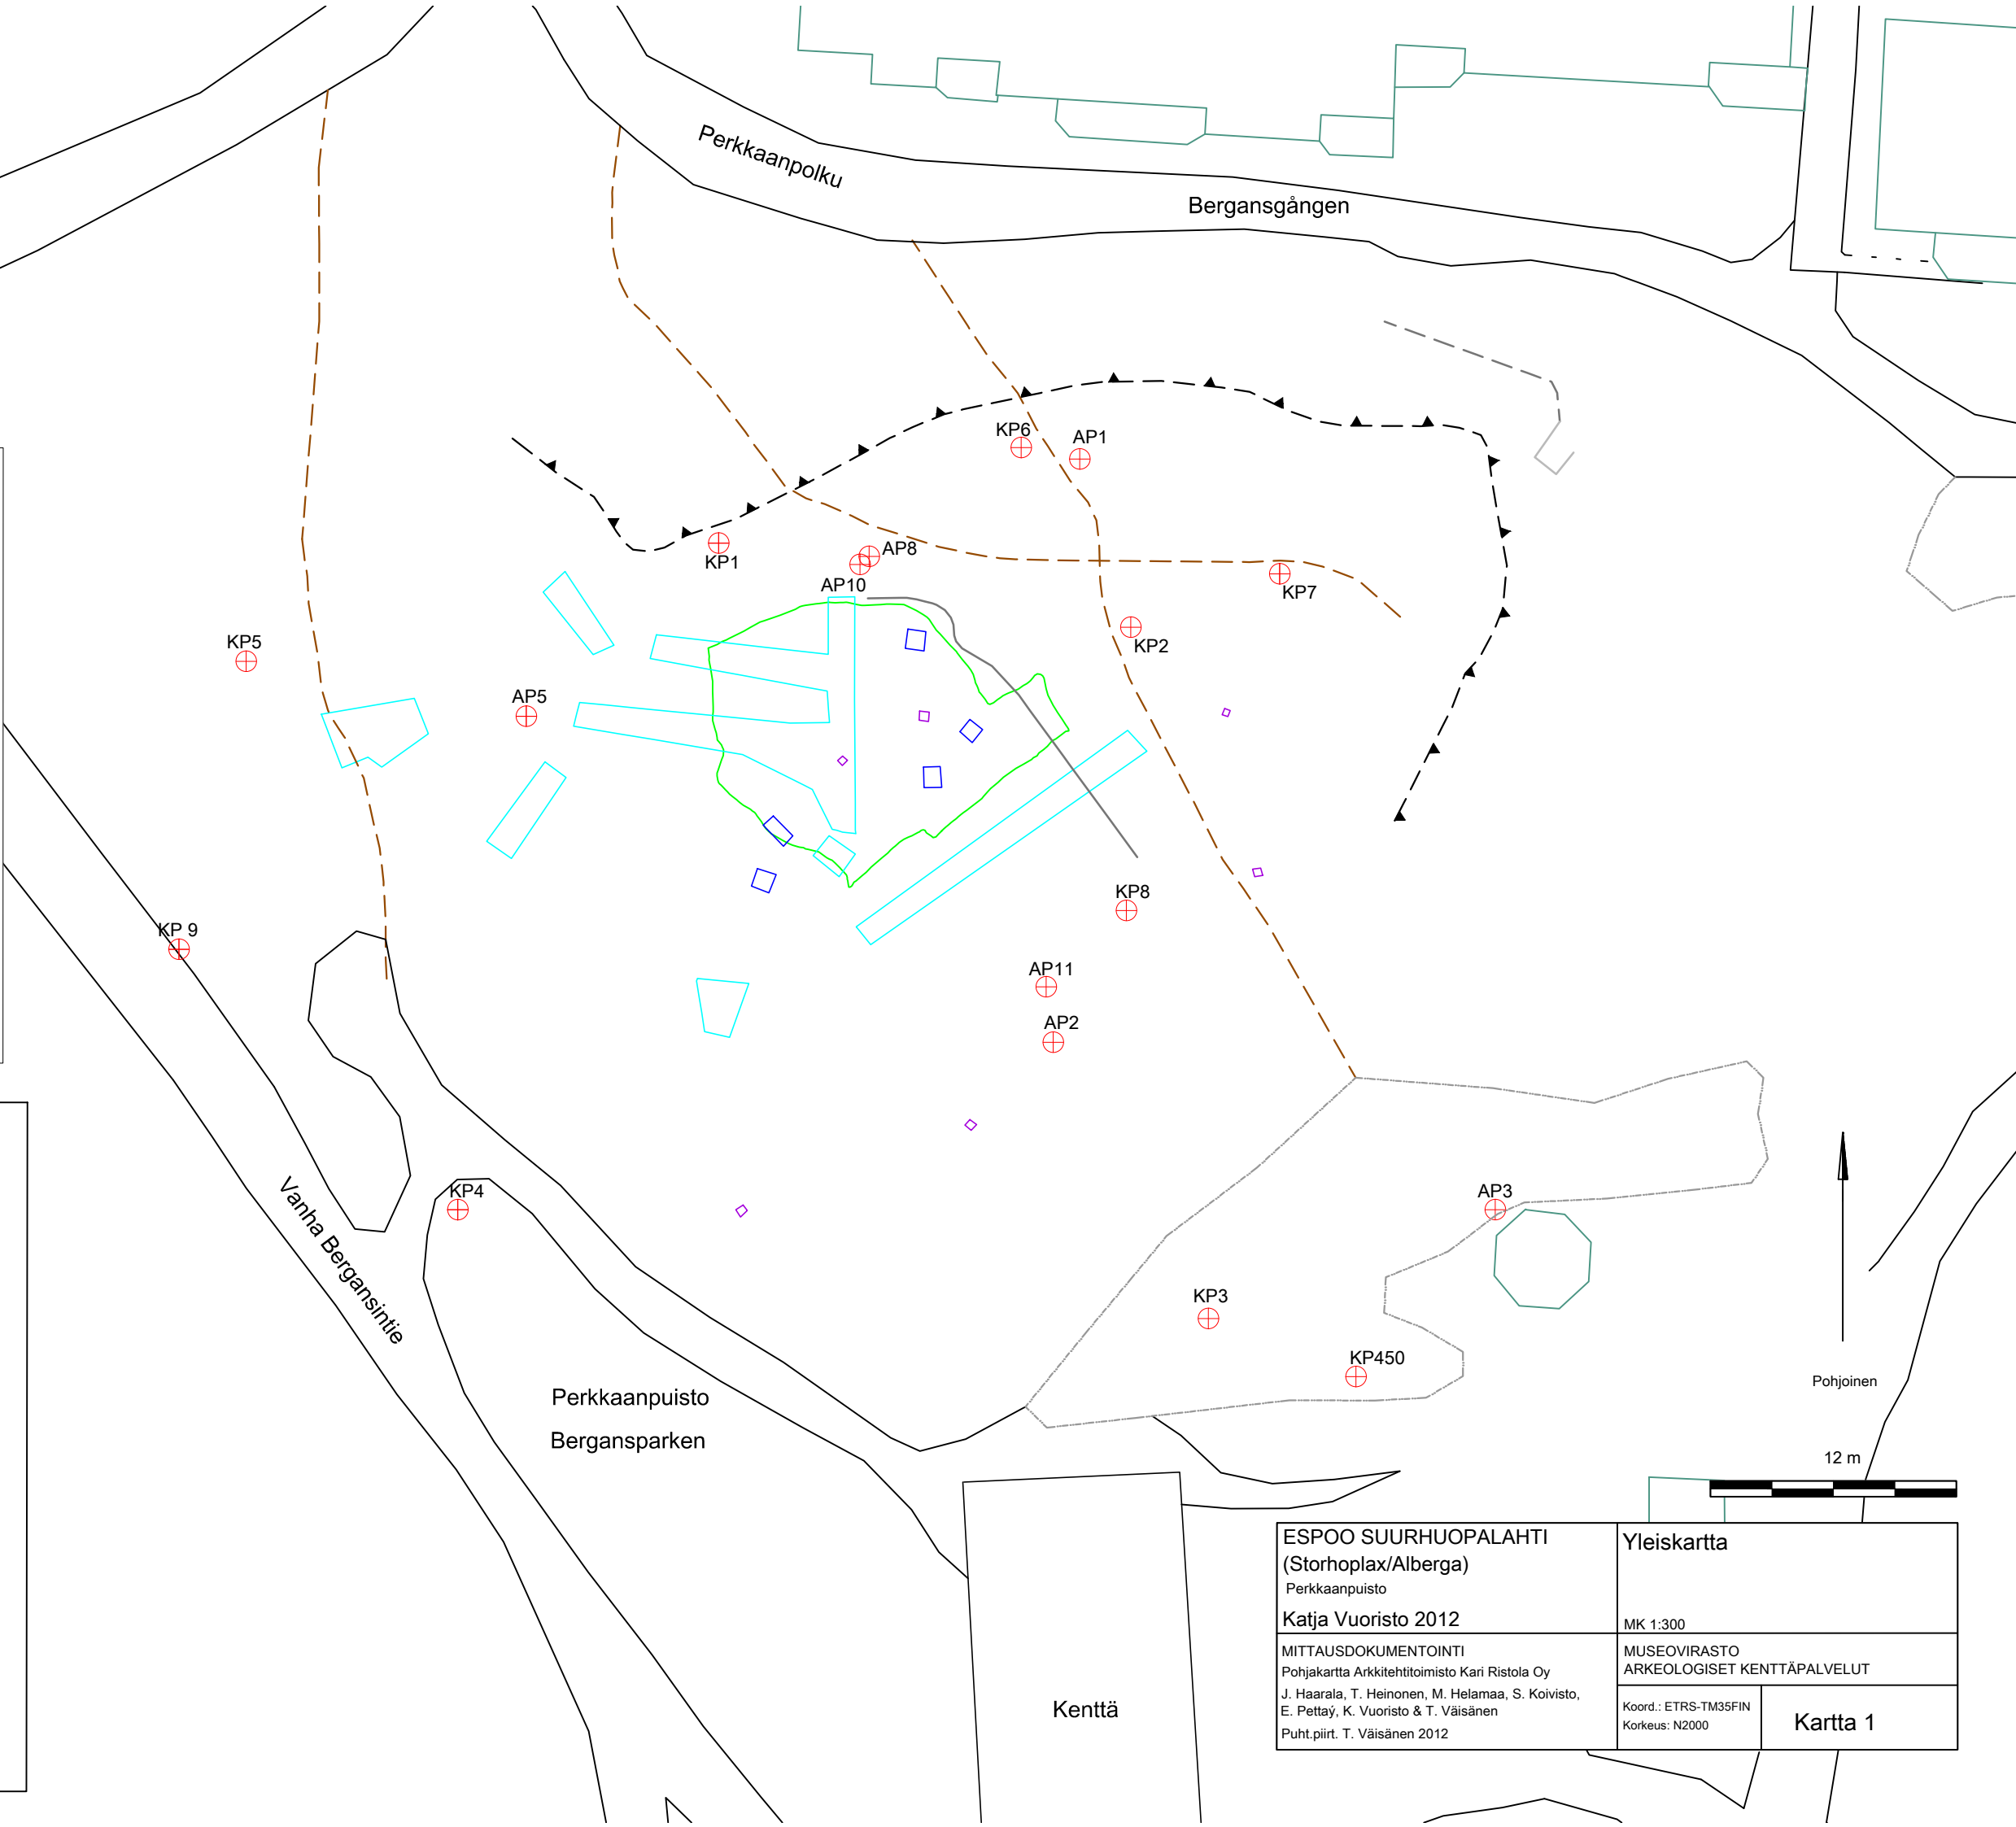 Perkkaanpolku
Bergansgången
KP6
AP1
AP8
KP1
AP10
KP7
KP2
KP5
AP5
KP8
KP 9
AP11
AP2
KP4
AP3
Vanha Bergansintie
KP3
KP450
Pohjoinen
Perkkaanpuisto
Bergansparken
12 m
Kenttä
ESPOO SUURHUOPALAHTI
(Storhoplax/Alberga)
Perkkaanpuisto
Katja Vuoristo 2012
Yleiskartta
MK 1:300
MITTAUSDOKUMENTOINTI
Pohjakartta Arkkitehtitoimisto Kari Ristola Oy
J. Haarala, T. Heinonen, M. Helamaa, S. Koivisto,
E. Pettaý, K. Vuoristo & T. Väisänen
Puht.piirt. T. Väisänen 2012
MUSEOVIRASTO
ARKEOLOGISET KENTTÄPALVELUT
Koord.: ETRS-TM35FIN
Korkeus: N2000
Kartta 1